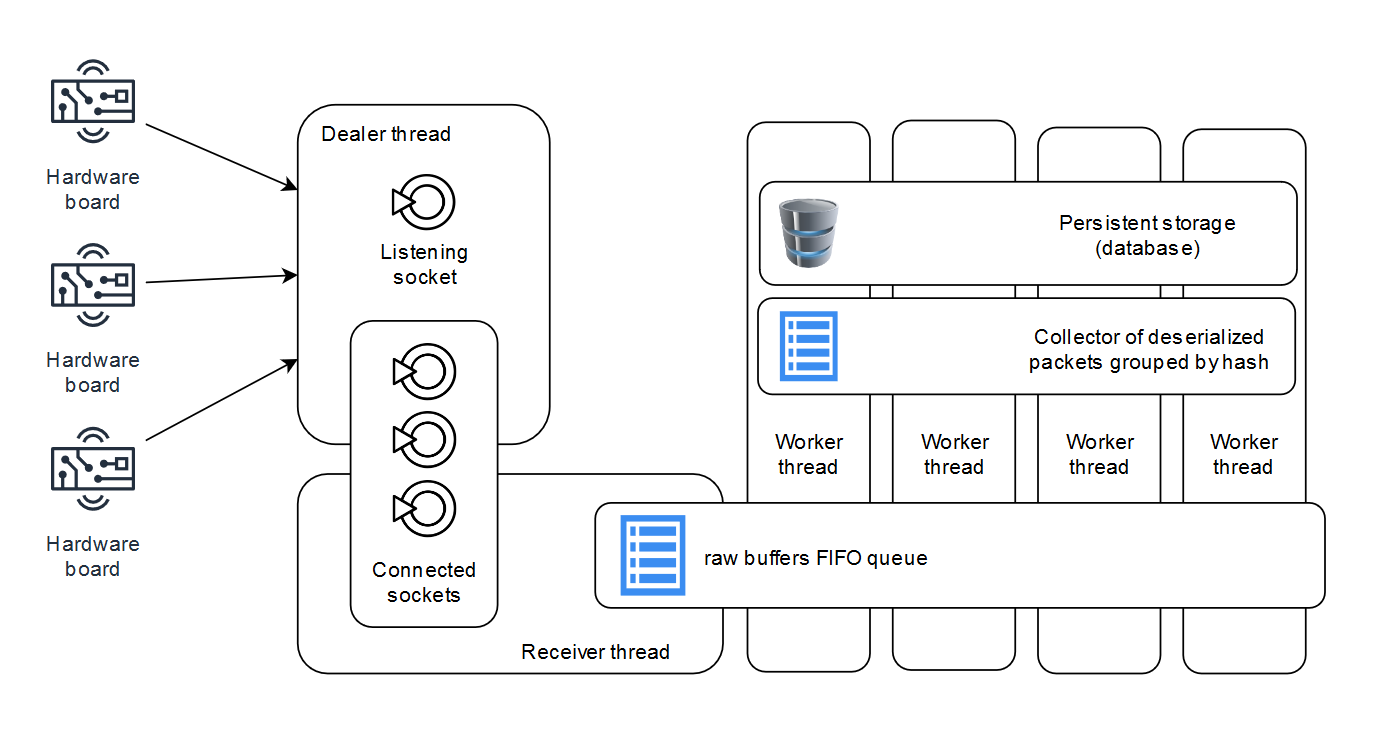 Hardware
board
Hardware
board
Hardware
board
Dealer thread
Listening
socket
Connected
sockets
Receiver thread
raw buffers FIFO queue
Persistent storage
(database)
Collector of deserialized
packets grouped by hash
Worker
thread
Worker
thread
Worker
thread
Worker
thread